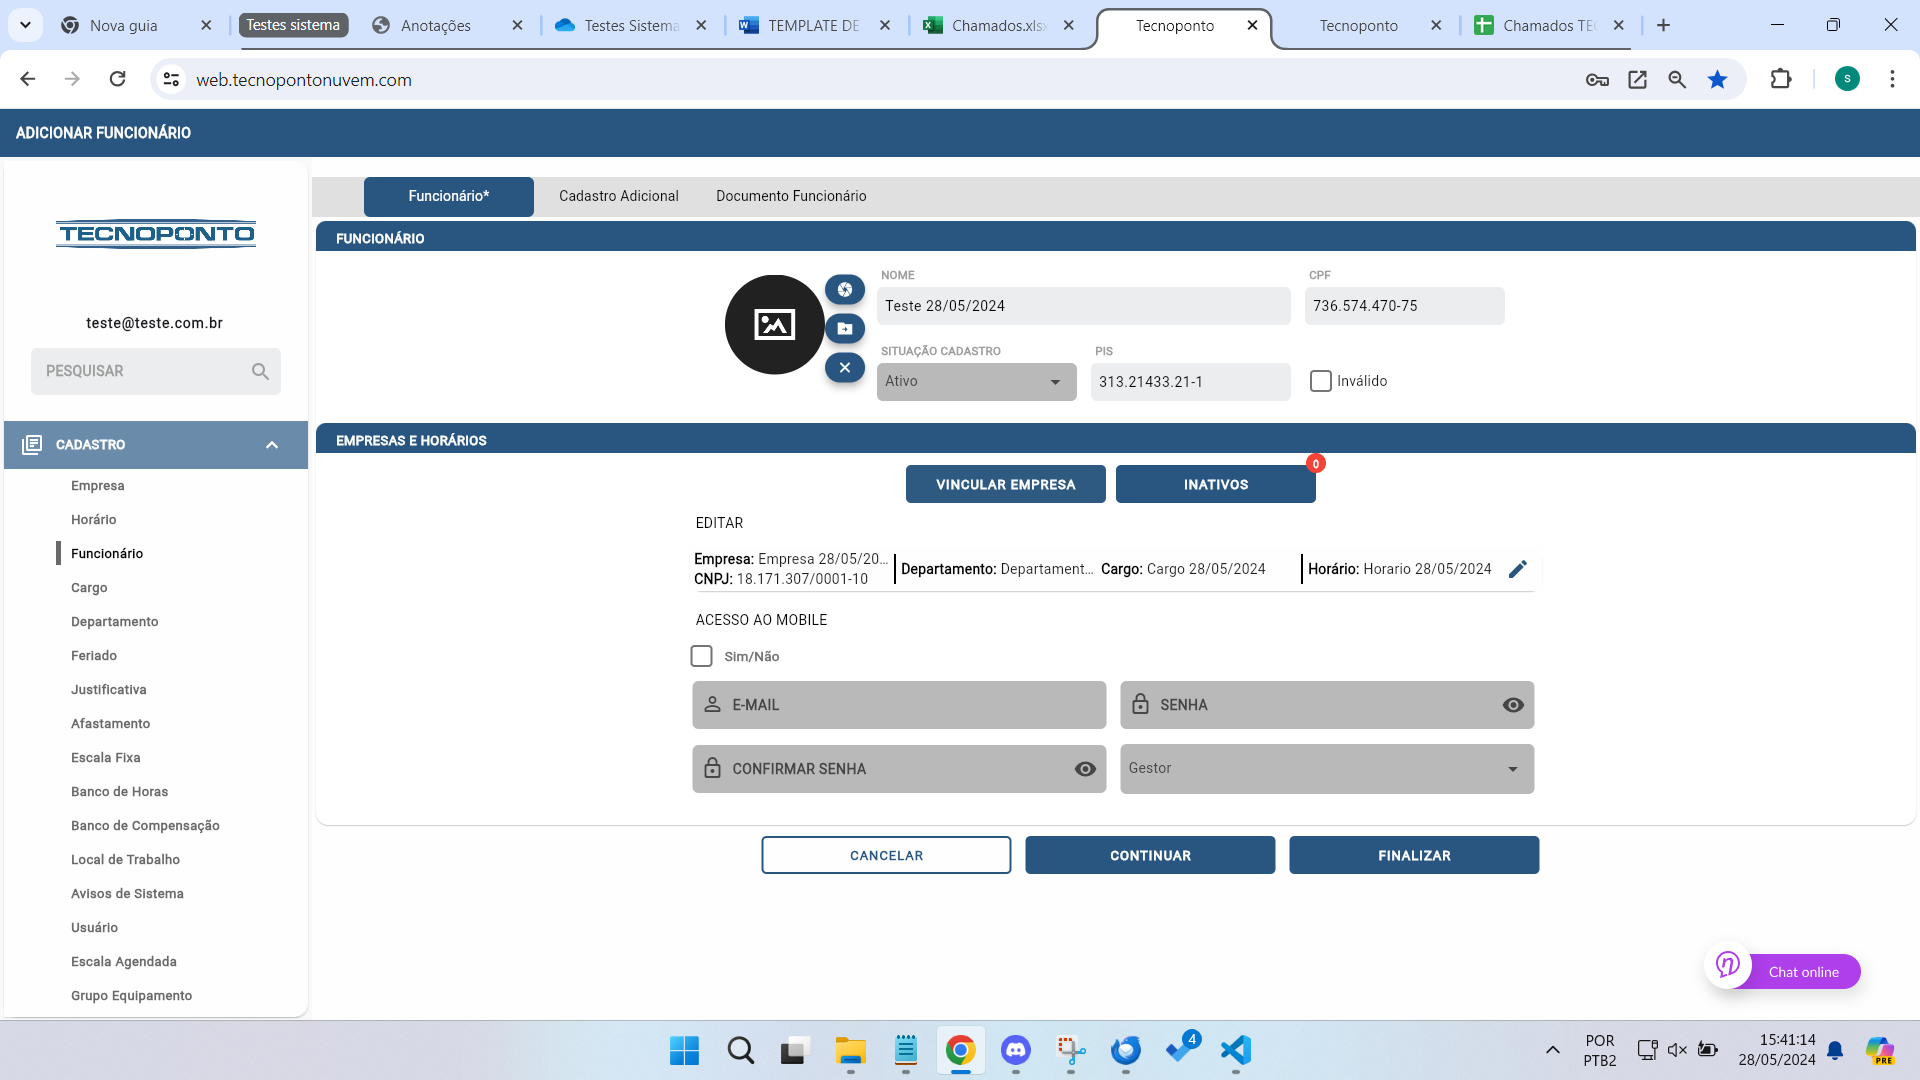 Nova guia
Testes sistema
Anotações
Testes Sistema
TEMPLATE DE
Chamados.xlsx
Tecnoponto
Tecnoponto
Chamados TEC
web.tecnopontonuvem.com
S
ADICIONAR FUNCIONÁRIO
TECNOPONTO
teste@teste.com.br
PESQUISAR
CADASTRO
Empresa
Horário
Funcionário
Cargo
Departamento
Feriado
Justificativa
Afastamento
Escala Fixa
Banco de Horas
Banco de Compensação
Local de Trabalho
Avisos de Sistema
Usuário
Escala Agendada
Grupo Equipamento
Funcionário*
Cadastro Adicional
Documento Funcionário
FUNCIONÁRIO
NOME
CPF
Teste 28/05/2024
736.574.470-75
SITUAÇÃO CADASTRO
PIS
Ativo
313.21433.21-1
Inválido
EMPRESAS E HORÁRIOS
VINCULAR EMPRESA
INATIVOS
0
EDITAR
Empresa: Empresa 28/05/20...
CNPJ: 18.171.307/0001-10
Departamento: Departament...
Cargo: Cargo 28/05/2024
Horário: Horario 28/05/2024
ACESSO AO MOBILE
Sim/Não
E-MAIL
SENHA
CONFIRMAR SENHA
Gestor
CANCELAR
CONTINUAR
FINALIZAR
Chat online
4
POR
PTB2
15:41:14
28/05/2024
PRE